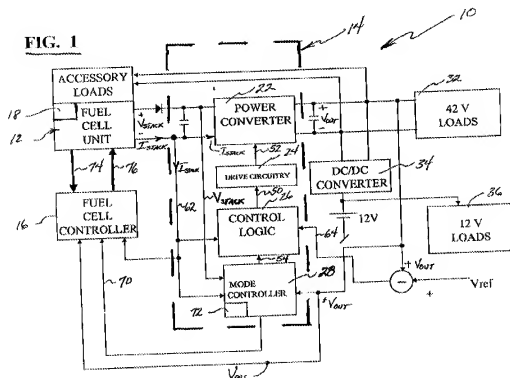 FIG. 1
10
14
ACCESSORY LOADS
18
FUEL CELL UNIT
12
+
VSTACK
-
ISTACK
22
POWER CONVERTER
ISTACK
+
VOUT
-
32
42 V LOADS
52
24
DRIVE CIRCUITRY
50
26
CONTROL LOGIC
DC/DC CONVERTER
34
12V
36
12 V LOADS
74
76
FUEL CELL CONTROLLER
16
62
VSTACK
64
54
28
MODE CONTROLLER
72
70
+ VOUT
- VOUT
Vref
+